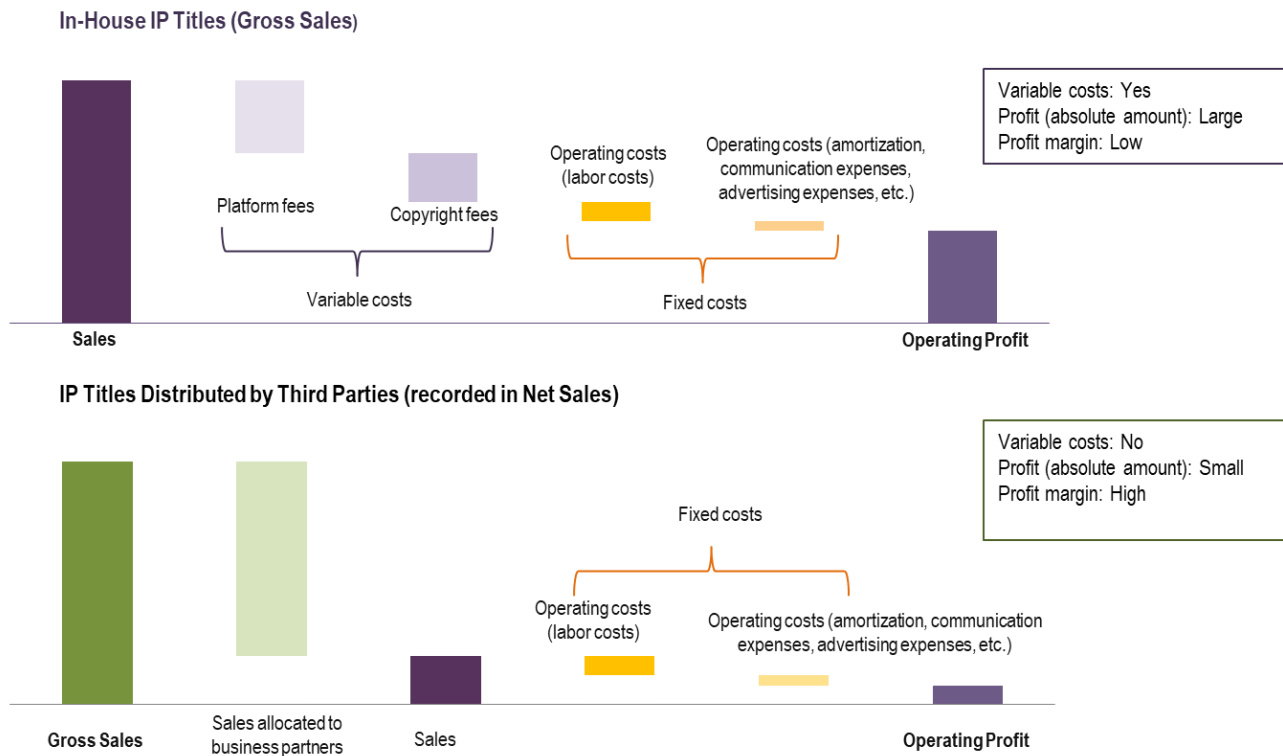 In-House IP Titles (Gross Sales)
Variable costs: Yes
Profit (absolute amount): Large
Profit margin: Low
Operating costs
(labor costs)
Operating costs (amortization,
communication expenses,
advertising expenses, etc.)
Platform fees
Copyright fees
Variable costs
Fixed costs
Sales
Operating Profit
IP Titles Distributed by Third Parties (recorded in Net Sales)
Variable costs: No
Profit (absolute amount): Small
Profit margin: High
Fixed costs
Operating costs
(labor costs)
Operating costs (amortization, communication
expenses, advertising expenses, etc.)
Gross Sales
Sales allocated to
business partners
Sales
Operating Profit